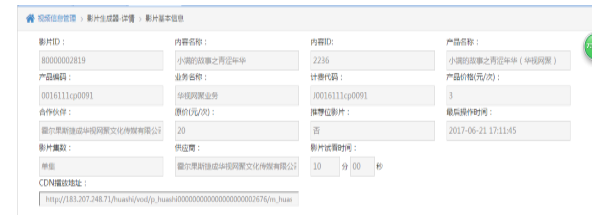 视频信息管理 > 影片生成器-详情 > 影片基本信息
影片ID： 内容名称： 内容ID: 产品名称：
80000002819 小满的故事之青涩年华 2236 小满的故事之青涩年华（华视网聚）
产品编码： 业务名称： 计费代码： 产品价格(元/次)：
0016111cp0091 华视网聚业务 J0016111cp0091 3
合作伙伴： 原价(元/次)： 推荐位影片： 最后操作时间：
霍尔果斯捷成华视网聚文化传媒有限公 20 否 2017-06-21 17:11:45
影片集数： 供应商： 影片试看时间：
单集 霍尔果斯捷成华视网聚文化传媒有限公 10 分 00 秒
CDN播放地址：
http://183.207.248.71/huashi/vod/p_huashi0000000000000000000002676/m_huas